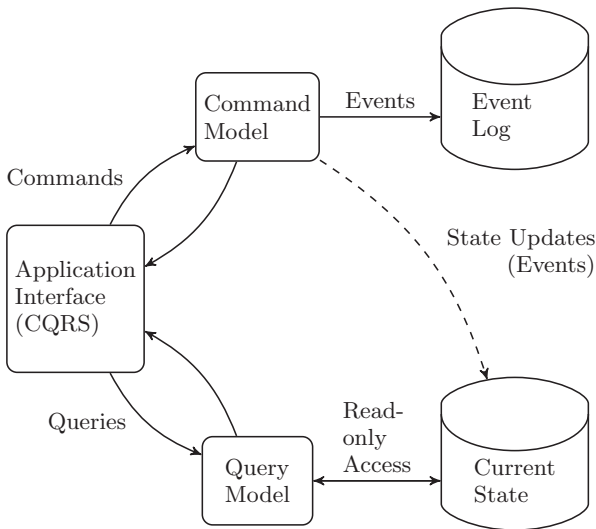 Command
Model
Events
Event
Log
Commands
State Updates
(Events)
Application
Interface
(CQRS)
Queries
Read-
only
Access
Query
Model
Current
State